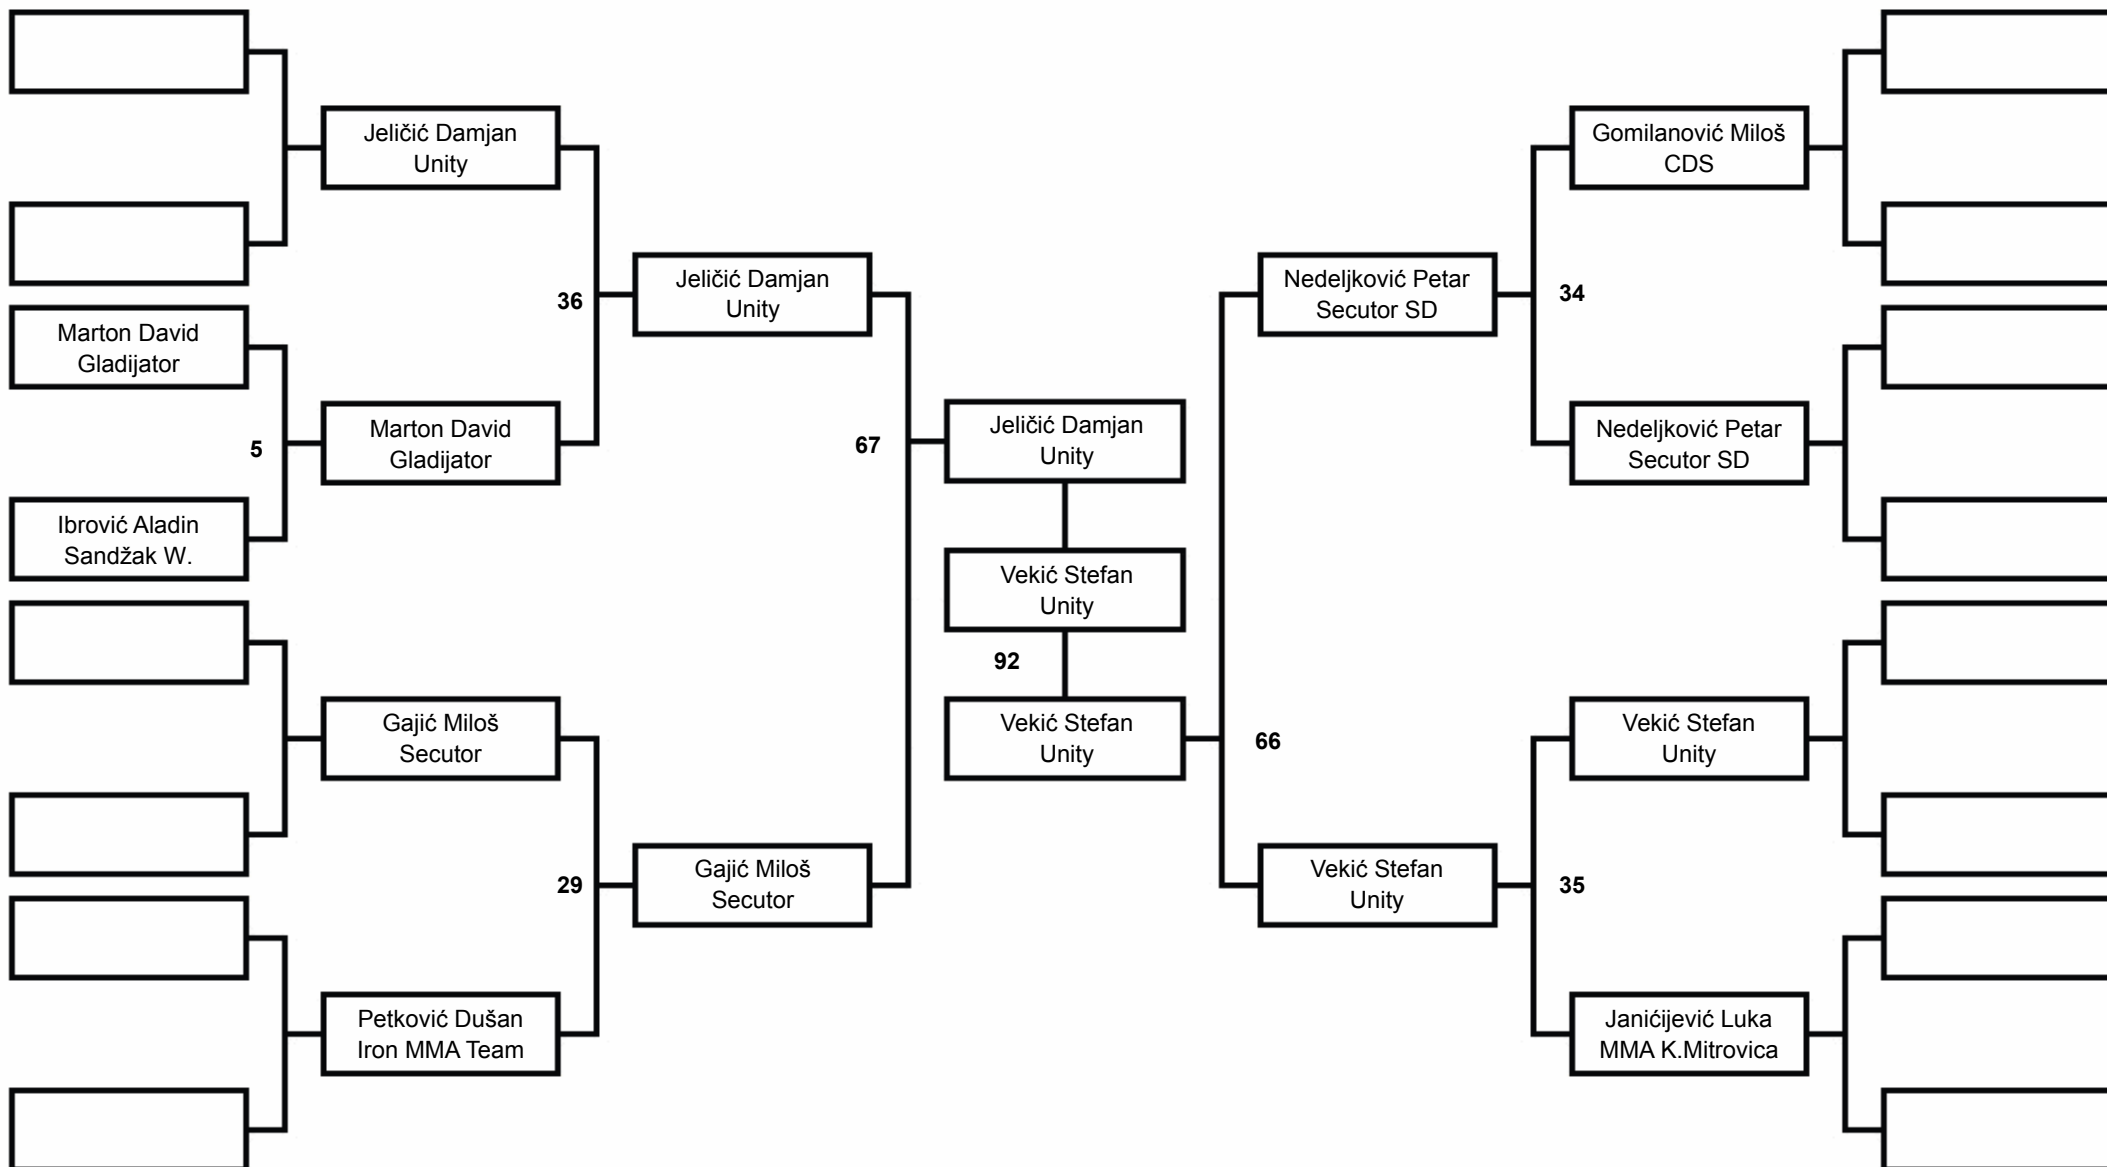 Jeličić Damjan
Unity
Marton David
Gladijator
5
Ibrović Aladin
Sandžak W.
Marton David
Gladijator
36
Jeličić Damjan
Unity
Gajić Miloš
Secutor
29
Petković Dušan
Iron MMA Team
Gajić Miloš
Secutor
67
Jeličić Damjan
Unity
Vekić Stefan
Unity
92
Vekić Stefan
Unity
66
Nedeljković Petar
Secutor SD
34
Gomilanović Miloš
CDS
Nedeljković Petar
Secutor SD
Vekić Stefan
Unity
35
Vekić Stefan
Unity
Janićijević Luka
MMA K.Mitrovica